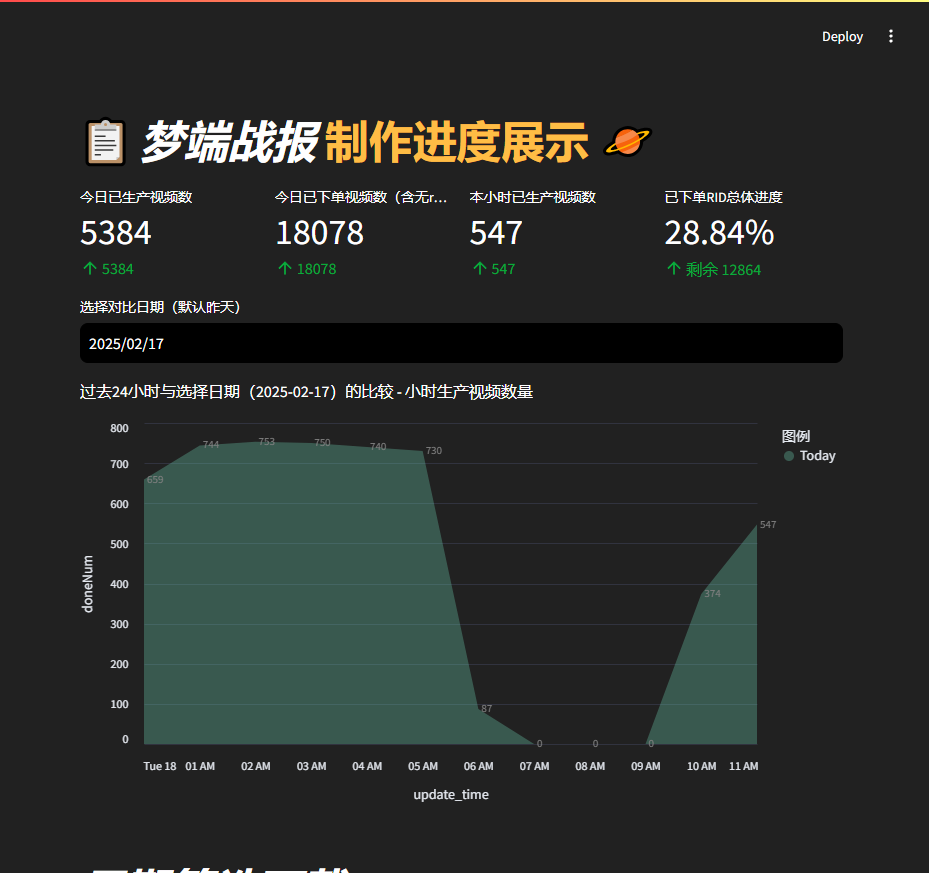 Deploy
梦端战报 制作进度展示
今日已生产视频数
5384
5384
今日已下单视频数（含无r...
18078
18078
本小时已生产视频数
547
547
已下单RID总体进度
28.84%
剩余 12864
选择对比日期（默认昨天）
2025/02/17
过去24小时与选择日期（2025-02-17）的比较 - 小时生产视频数量
图例
Today
doneNum
800
700
600
500
400
300
200
100
0
659
744
753
750
740
730
87
0
0
0
374
547
Tue 18 01 AM 02 AM 03 AM 04 AM 05 AM 06 AM 07 AM 08 AM 09 AM 10 AM 11 AM
update_time